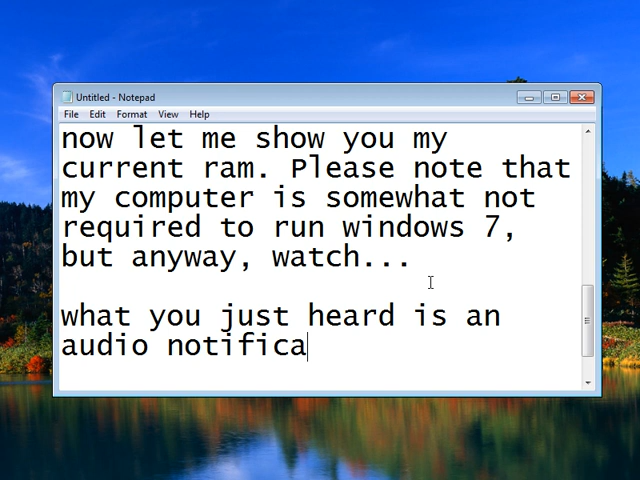 Untitled - Notepad
File Edit Format View Help
now let me show you my
current ram. Please note that
my computer is somewhat not
required to run windows 7,
but anyway, watch...
what you just heard is an
audio notifica